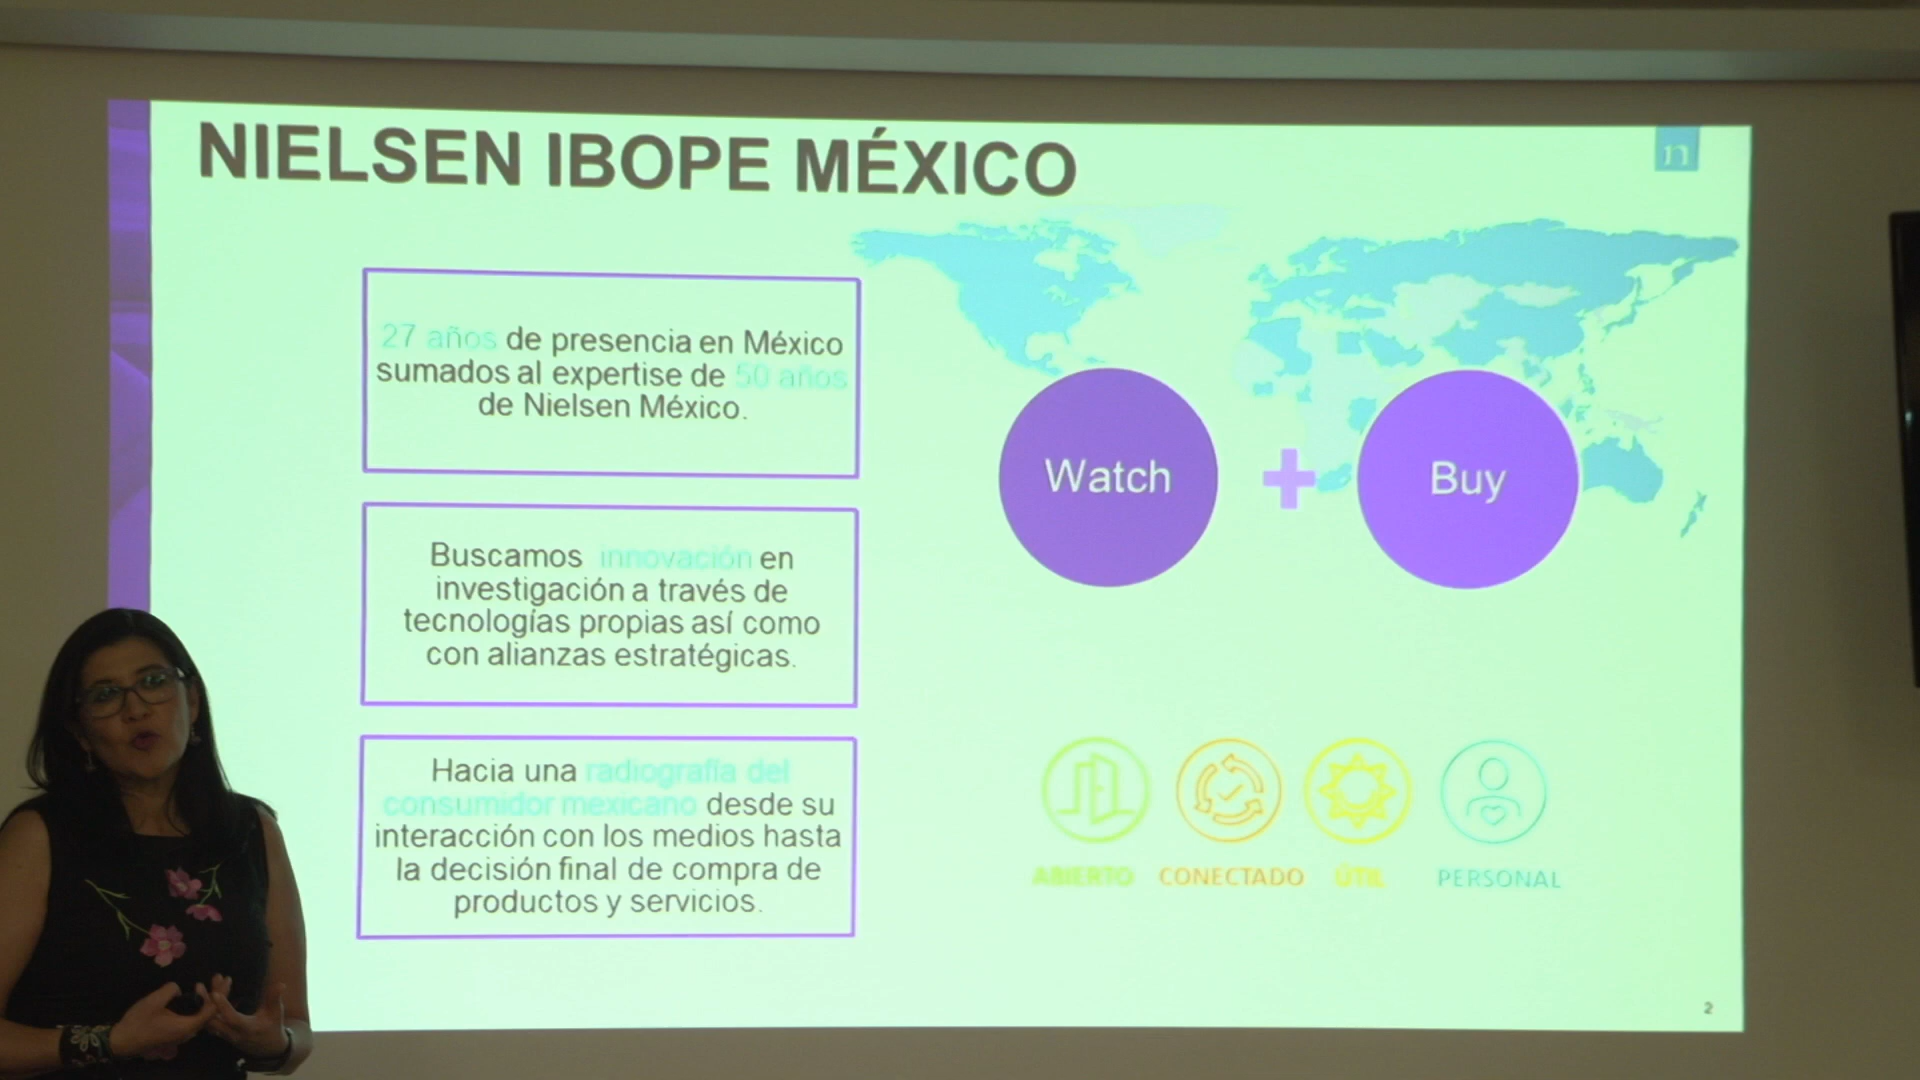 NIELSEN IBOPE MÉXICO
n
27 años de presencia en México
sumados al expertise de 50 años
de Nielsen México.
Buscamos innovación en
investigación a través de
tecnologías propias así como
con alianzas estratégicas.
Hacia una radiografía del
consumidor mexicano desde su
interacción con los medios hasta
la decisión final de compra de
productos y servicios.
Watch
Buy
ABIERTO
CONECTADO
ÚTIL
PERSONAL
2